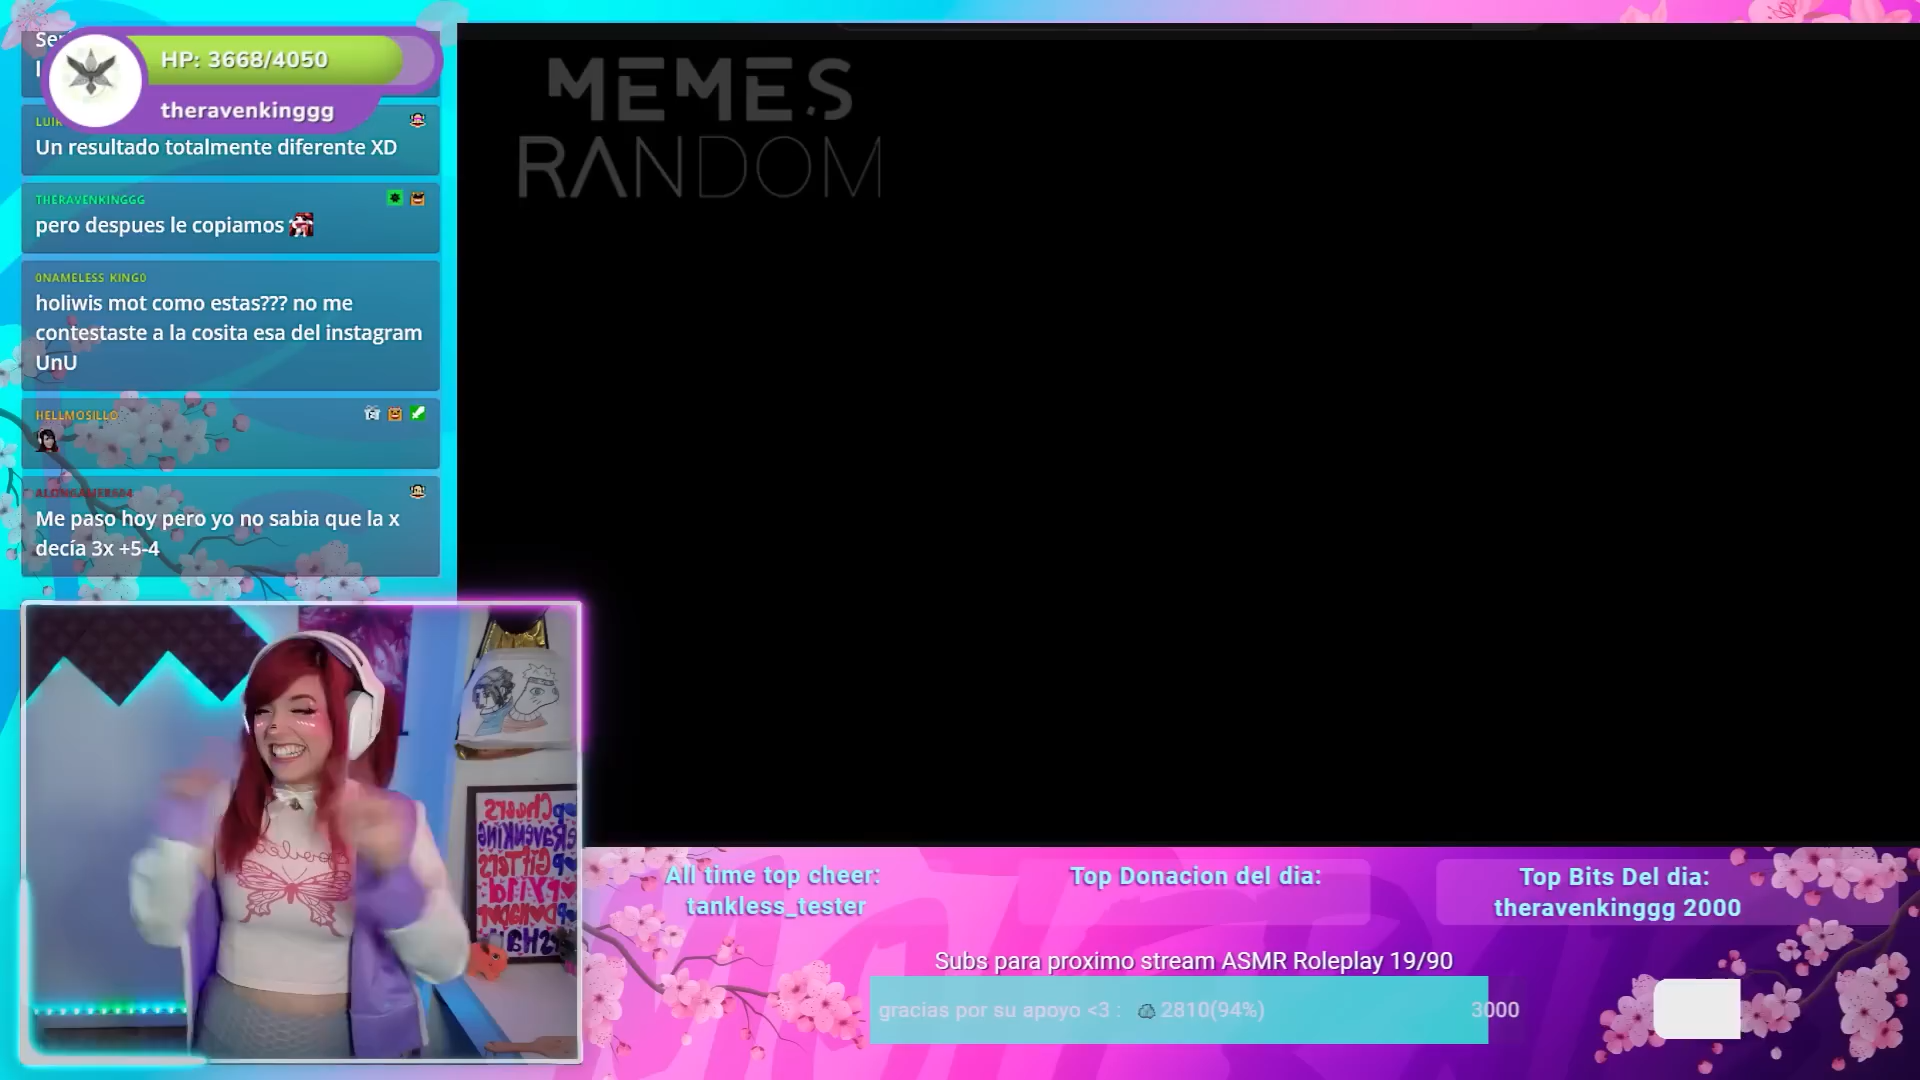 HP: 3668/4050
theravenkinggg
Un resultado totalmente diferente XD
THERAVENKINGGG
pero despues le copiamos
0NAMELESS KING0
holiwis mot como estas??? no me
contestaste a la cosita esa del instagram
UnU
HELLMOSILLO
Me paso hoy pero yo no sabia que la x
decía 3x +5-4
MEMES
RANDOM
All time top cheer:
tankless_tester
Top Donacion del dia:
Top Bits Del dia:
theravenkinggg 2000
Subs para proximo stream ASMR Roleplay 19/90
gracias por su apoyo <3 : 2810(94%)
3000